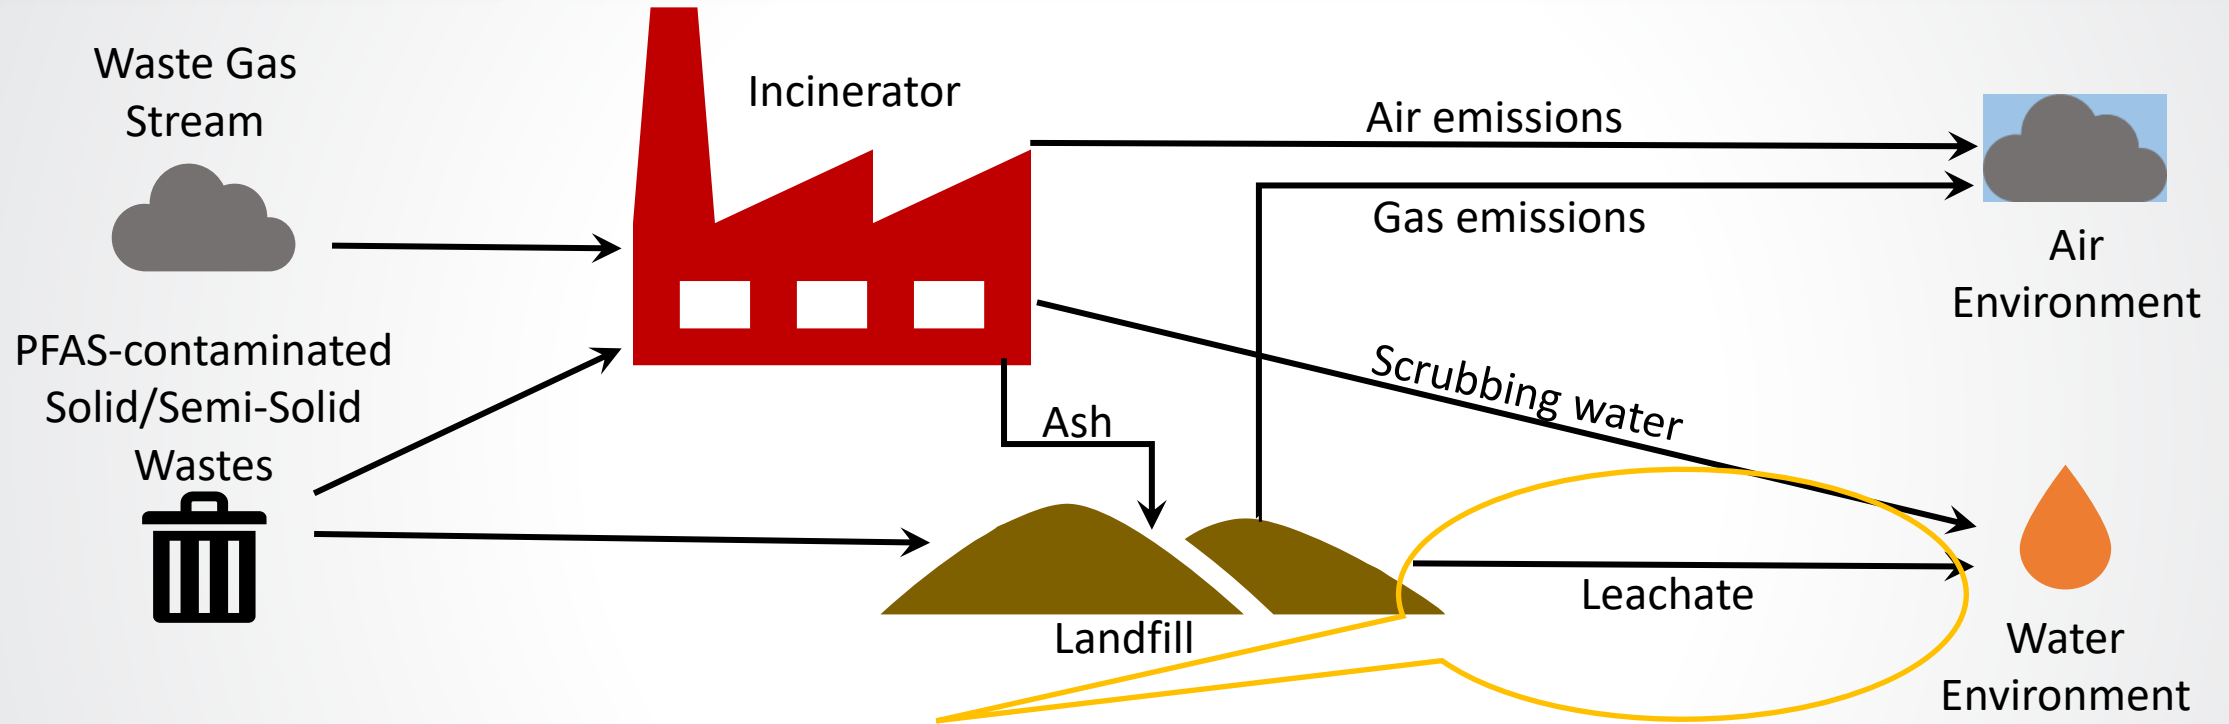 Waste Gas
Stream
Incinerator
Air emissions
Gas emissions
Air
Environment
PFAS-contaminated
Solid/Semi-Solid
Wastes
Scrubbing water
Ash
Leachate
Landfill
Water
Environment